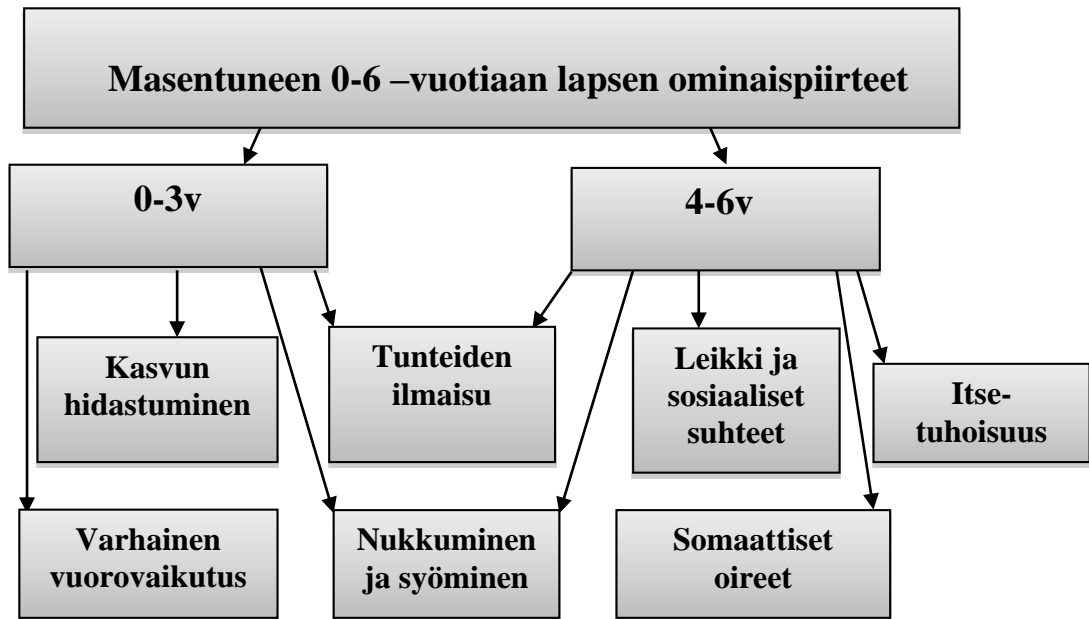 Masentuneen 0-6 –vuotiaan lapsen ominaispiirteet
0-3v
4-6v
Kasvun
hidastuminen
Tunteiden
ilmaisu
Leikki ja
sosiaaliset
suhteet
Itse-
tuhoisuus
Varhainen
vuorovaikutus
Nukkuminen
ja syöminen
Somaattiset
oireet